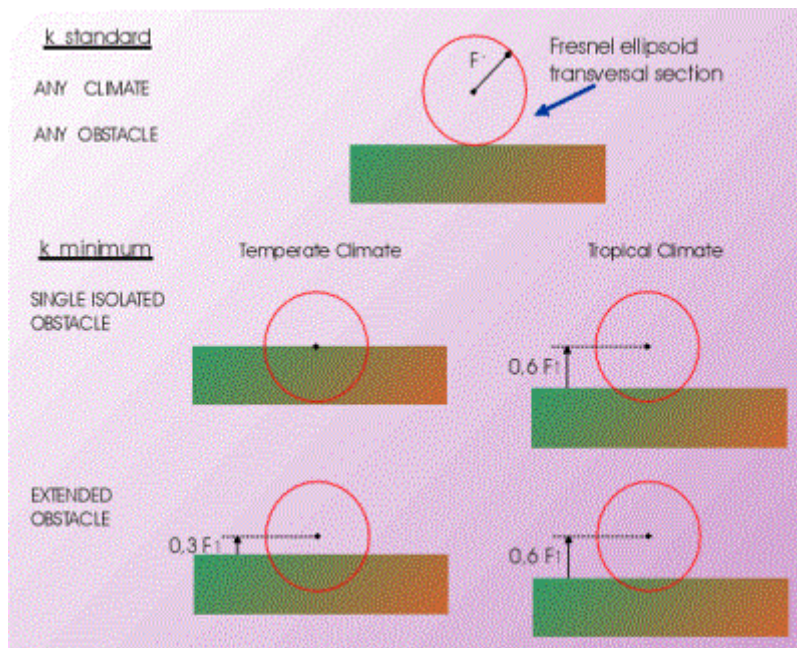 k standard
Fresnel ellipsoid
transversal section
F
ANY CLIMATE
ANY OBSTACLE
k minimum
Temperate Climate
Tropical Climate
SINGLE ISOLATED
OBSTACLE
0,6 F1
EXTENDED
OBSTACLE
0,3 F1
0,6 F1